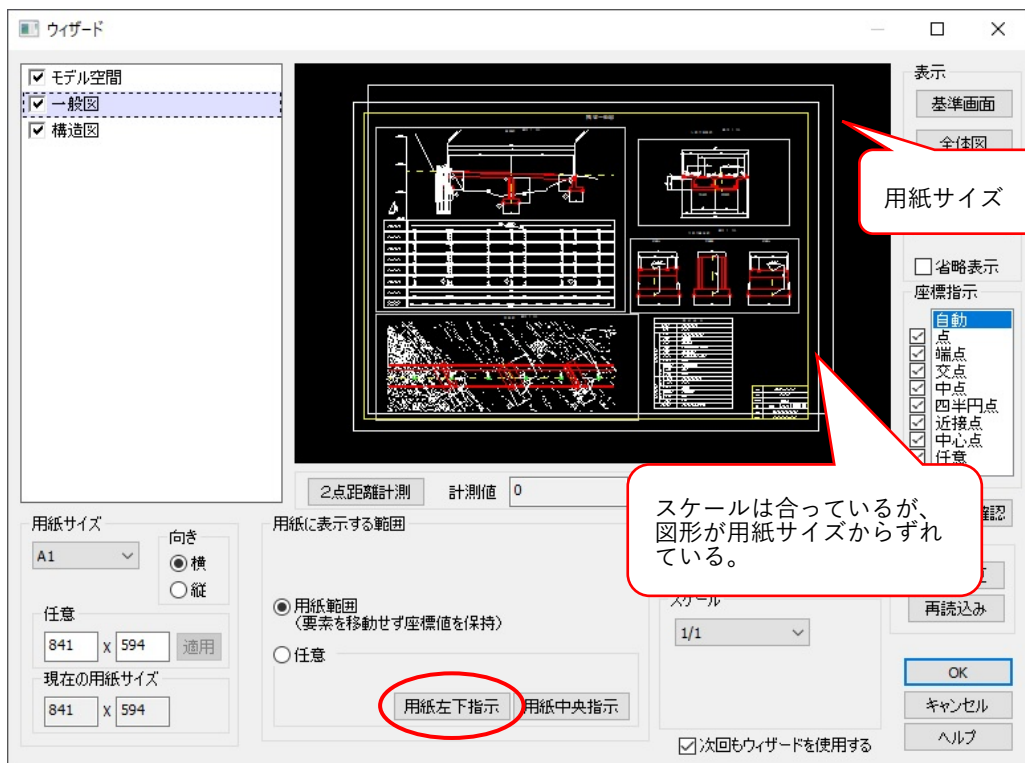 ウィザード
モデル空間
一般図
構造図
表示
基準画面
全体図
用紙サイズ
省略表示
座標指示
自動
点
端点
交点
中点
四半円点
近接点
中心点
任意
2点距離計測
計測値
0
スケールは合っているが、
図形が用紙サイズからずれ
ている。
確認
用紙サイズ
A1
向き
横
縦
任意
841 x 594
適用
現在の用紙サイズ
841 x 594
用紙に表示する範囲
用紙範囲
(要素を移動せず座標値を保持)
任意
用紙左下指示
用紙中央指示
スケール
1/1
再読込み
次回もウィザードを使用する
OK
キャンセル
ヘルプ